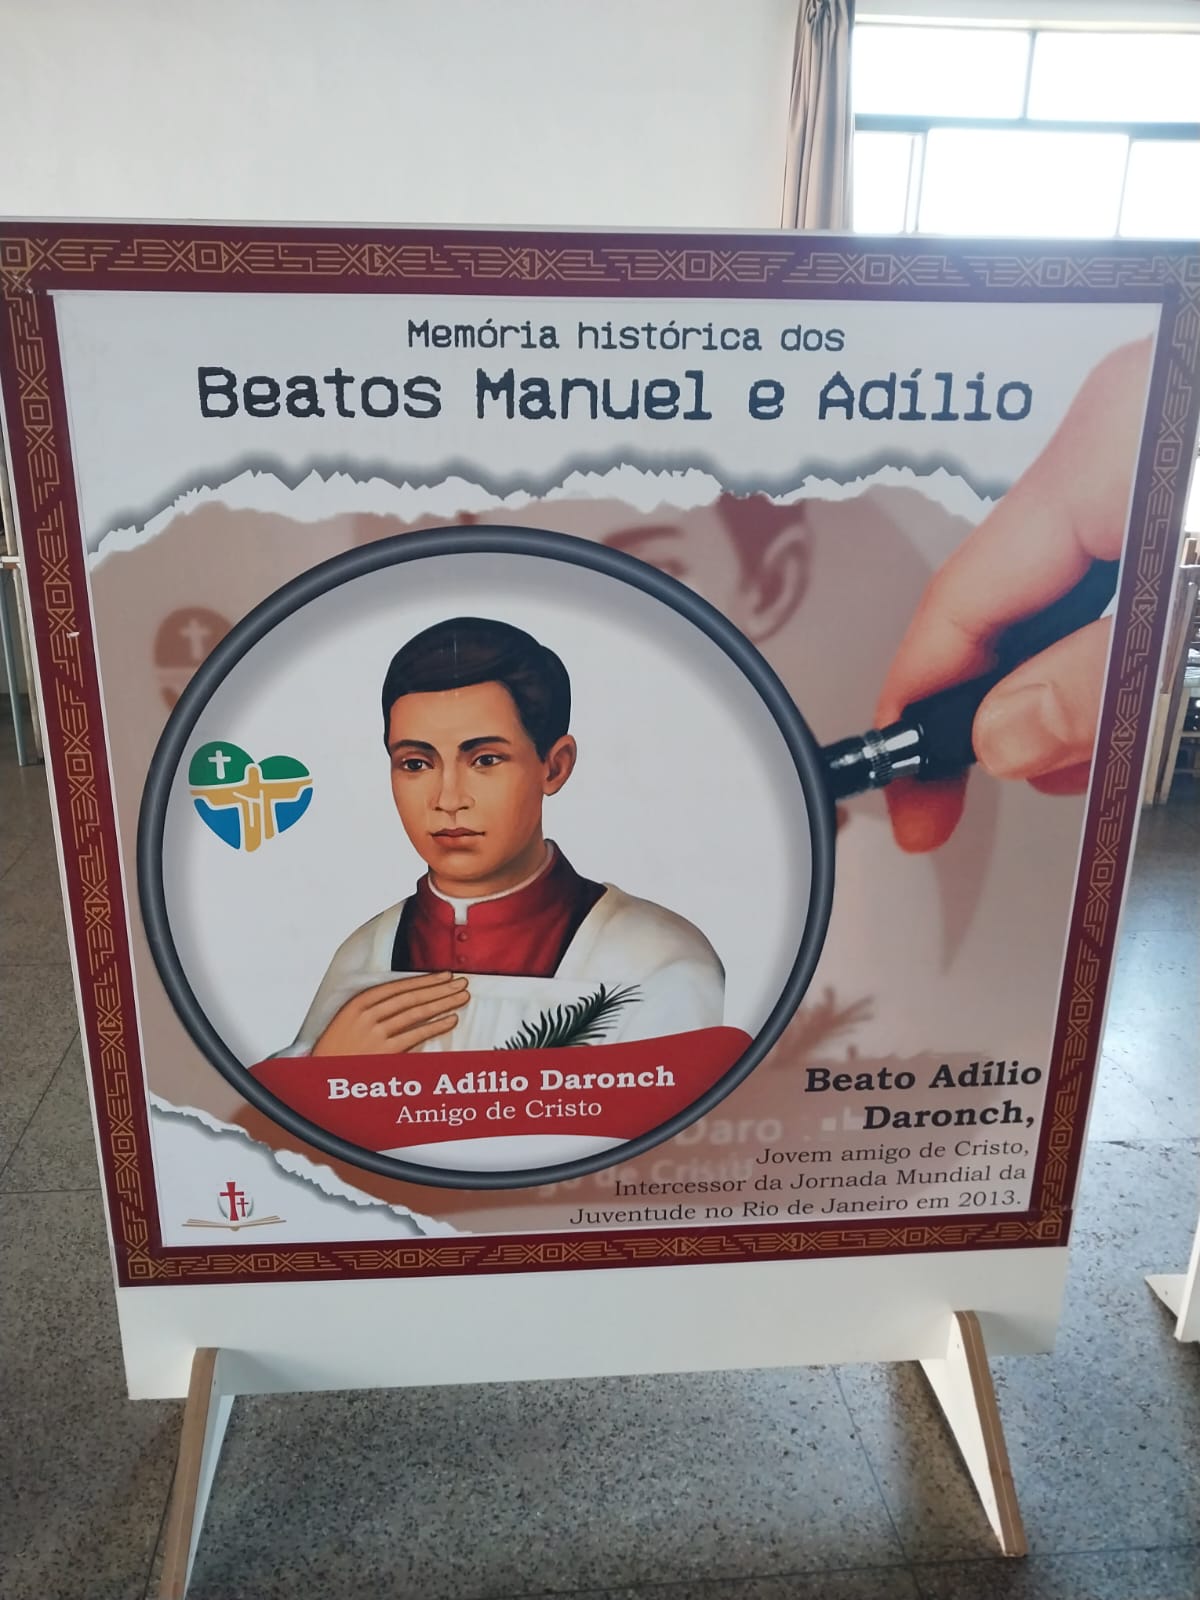 Memória histórica dos
Beatos Manuel e Adílio
Beato Adílio Daronch
Amigo de Cristo
Beato Adílio
Daronch,
Jovem amigo de Cristo,
Intercessor da Jornada Mundial da
Juventude no Rio de Janeiro em 2013.